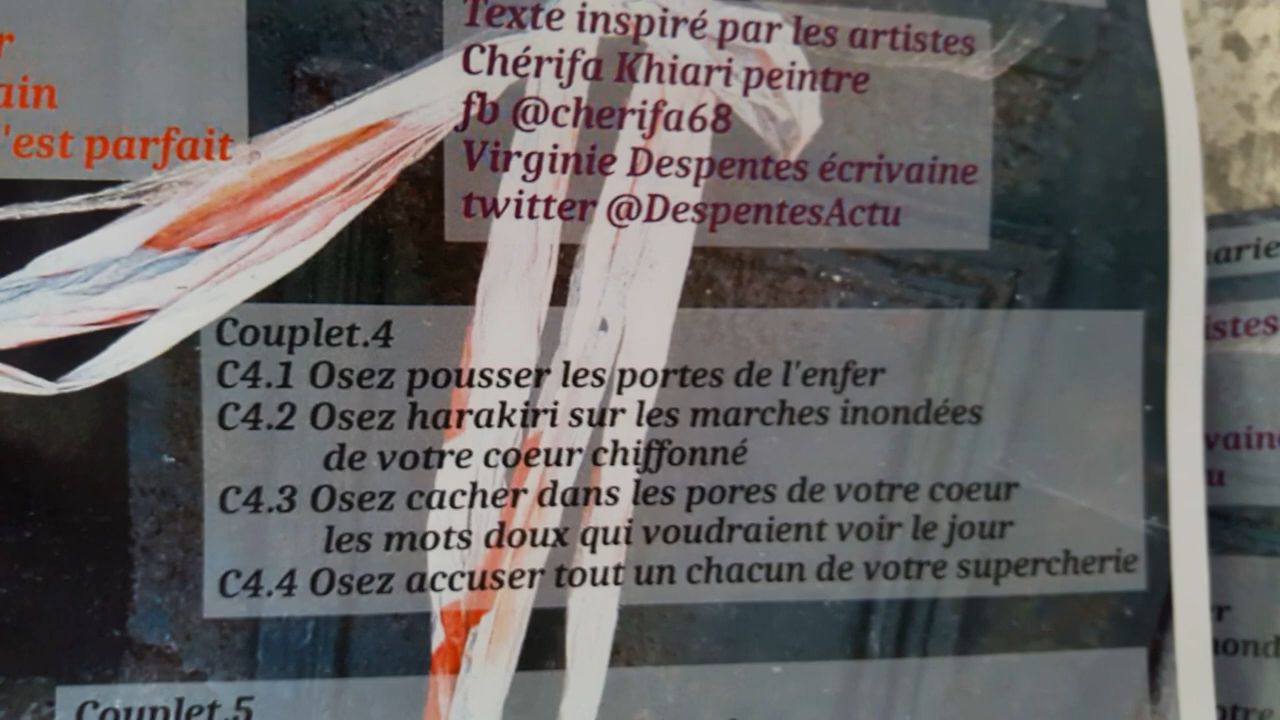 'est parfait
Texte inspiré par les artistes
Chérifa Khiari peintre
fb @cherifa68
Virginie Despentes écrivaine
twitter @DespentesActu
Couplet.4
C4.1 Osez pousser les portes de l'enfer
C4.2 Osez harakiri sur les marches inondées
de votre coeur chiffonné
C4.3 Osez cacher dans les pores de votre coeur
les mots doux qui voudraient voir le jour
C4.4 Osez accuser tout un chacun de votre supercherie
Couplet.5